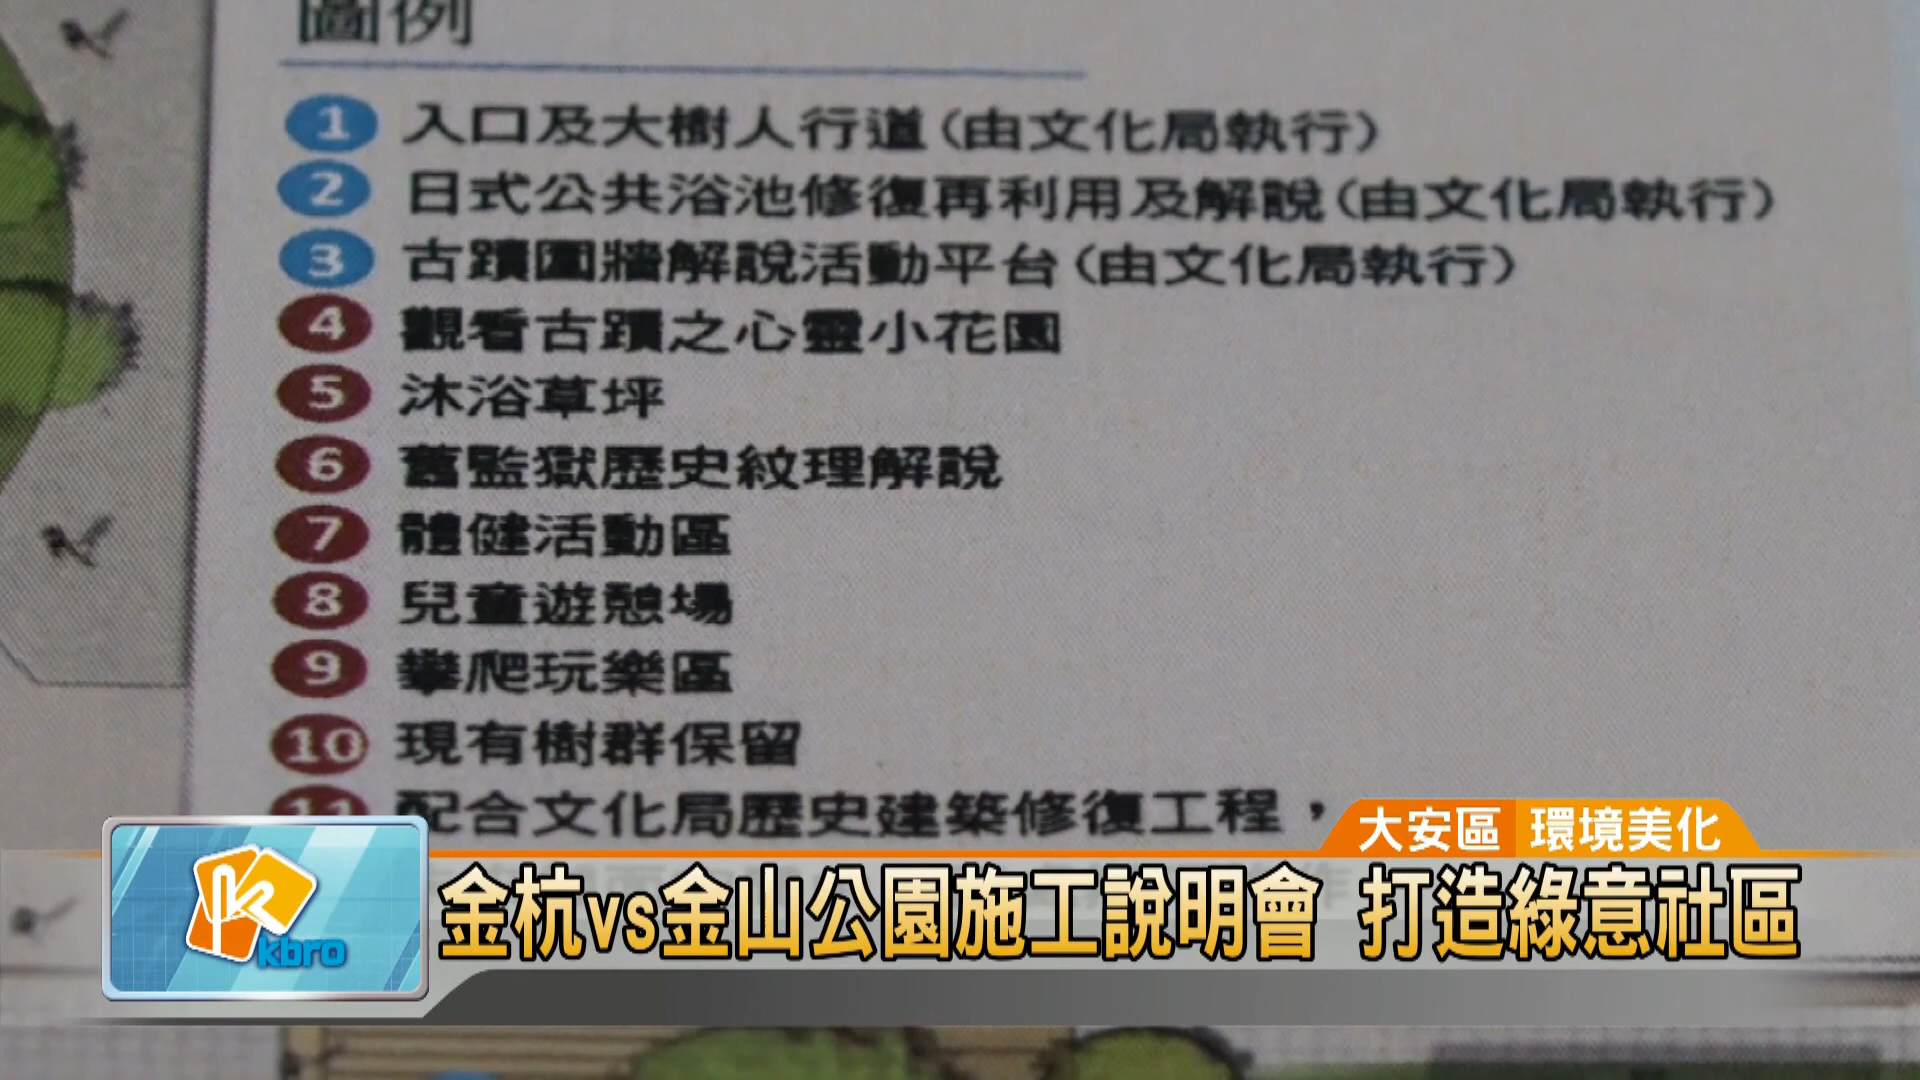 圖例
1 入口及大樹人行道(由文化局執行)
2 日式公共浴池修復再利用及解說(由文化局執行)
3 古蹟圍牆解說活動平台(由文化局執行)
4 觀看古蹟之心靈小花園
5 沐浴草坪
6 舊監獄歷史紋理解說
7 體健活動區
8 兒童遊憩場
9 攀爬玩樂區
10 現有樹群保留
11 配合文化局歷史建築修復工程，
大安區 環境美化
金杭vs金山公園施工說明會 打造綠意社區
kbro